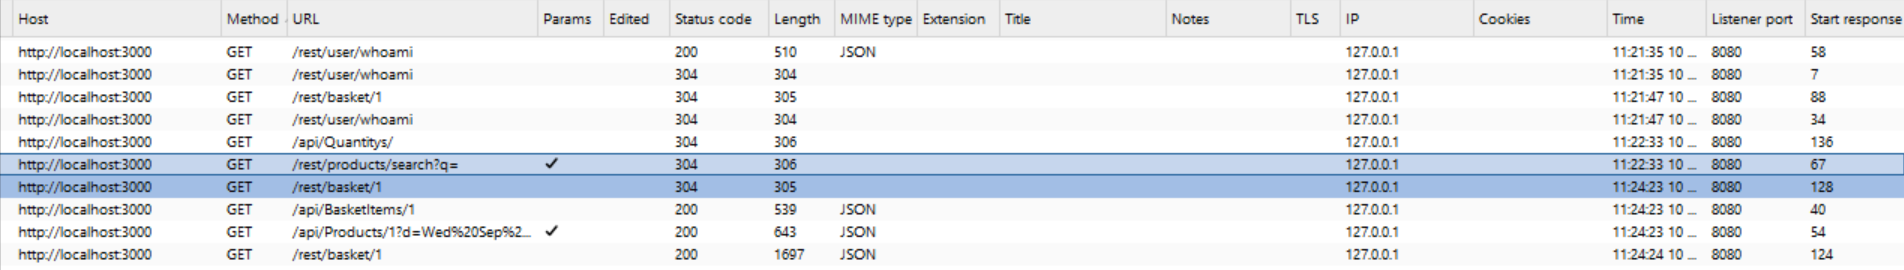 Host Method URL Params Edited Status code Length MIME type Extension Title Notes TLS IP Cookies Time Listener port Start response
http://localhost:3000 GET /rest/user/whoami 200 510 JSON 127.0.0.1 11:21:35 10 ... 8080 58
http://localhost:3000 GET /rest/user/whoami 304 304 127.0.0.1 11:21:35 10 ... 8080 7
http://localhost:3000 GET /rest/basket/1 304 305 127.0.0.1 11:21:47 10 ... 8080 88
http://localhost:3000 GET /rest/user/whoami 304 304 127.0.0.1 11:21:47 10 ... 8080 34
http://localhost:3000 GET /api/Quantitys/ 304 306 127.0.0.1 11:22:33 10 ... 8080 136
http://localhost:3000 GET /rest/products/search?q= ✓ 304 306 127.0.0.1 11:22:33 10 ... 8080 67
http://localhost:3000 GET /rest/basket/1 304 305 127.0.0.1 11:24:23 10 ... 8080 128
http://localhost:3000 GET /api/BasketItems/1 200 539 JSON 127.0.0.1 11:24:23 10 ... 8080 40
http://localhost:3000 GET /api/Products/1?d=Wed%20Sep%2... ✓ 200 643 JSON 127.0.0.1 11:24:23 10 ... 8080 54
http://localhost:3000 GET /rest/basket/1 200 1697 JSON 127.0.0.1 11:24:24 10 ... 8080 124